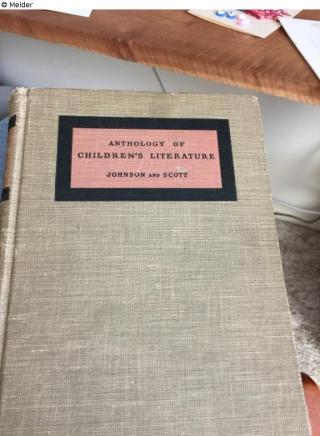 © Melder
ANTHOLOGY OF
CHILDREN'S LITERATURE
JOHNSON AND SCOTT